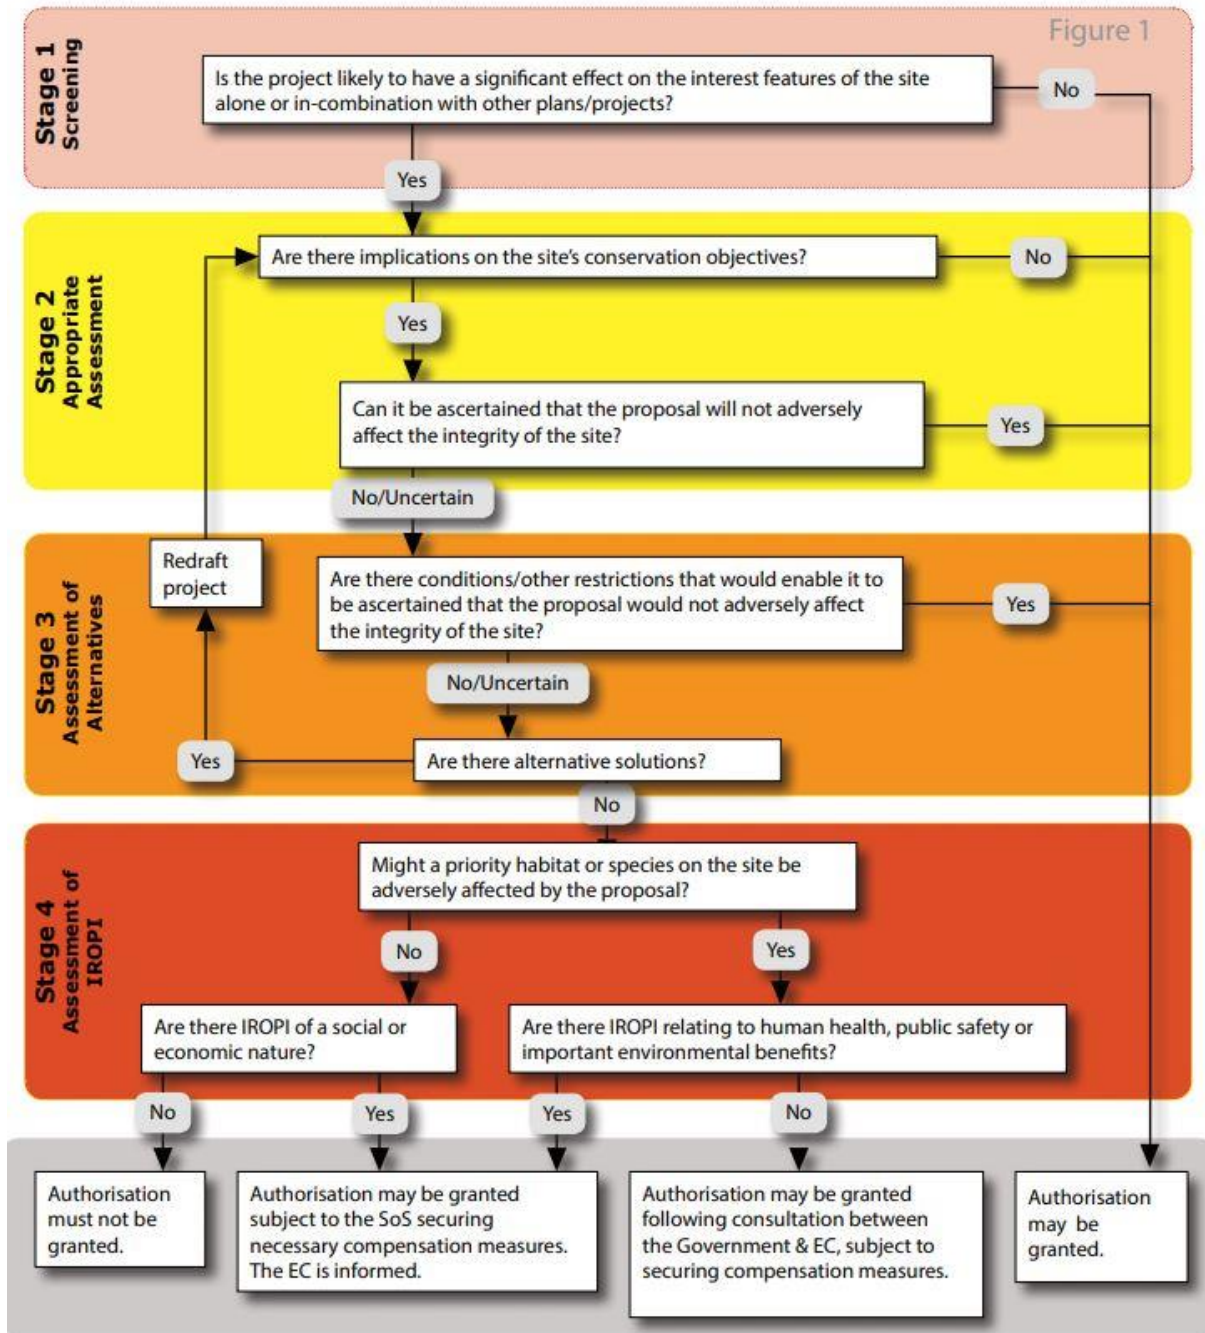 Figure 1
Stage 1
Screening
Is the project likely to have a significant effect on the interest features of the site
alone or in-combination with other plans/projects?
No
Yes
Stage 2
Appropriate
Assessment
Are there implications on the site's conservation objectives?
No
Yes
Can it be ascertained that the proposal will not adversely
affect the integrity of the site?
Yes
No/Uncertain
Stage 3
Assessment of
Alternatives
Redraft
project
Are there conditions/other restrictions that would enable it to
be ascertained that the proposal would not adversely affect
the integrity of the site?
Yes
No/Uncertain
Are there alternative solutions?
Yes
No
Stage 4
Assessment of
IROPI
Might a priority habitat or species on the site be
adversely affected by the proposal?
No
Yes
Are there IROPI of a social or
economic nature?
Are there IROPI relating to human health, public safety or
important environmental benefits?
No
Yes
Yes
No
Authorisation
must not be
granted.
Authorisation may be granted
subject to the SoS securing
necessary compensation measures.
The EC is informed.
Authorisation may be granted
following consultation between
the Government & EC, subject to
securing compensation measures.
Authorisation
may be
granted.